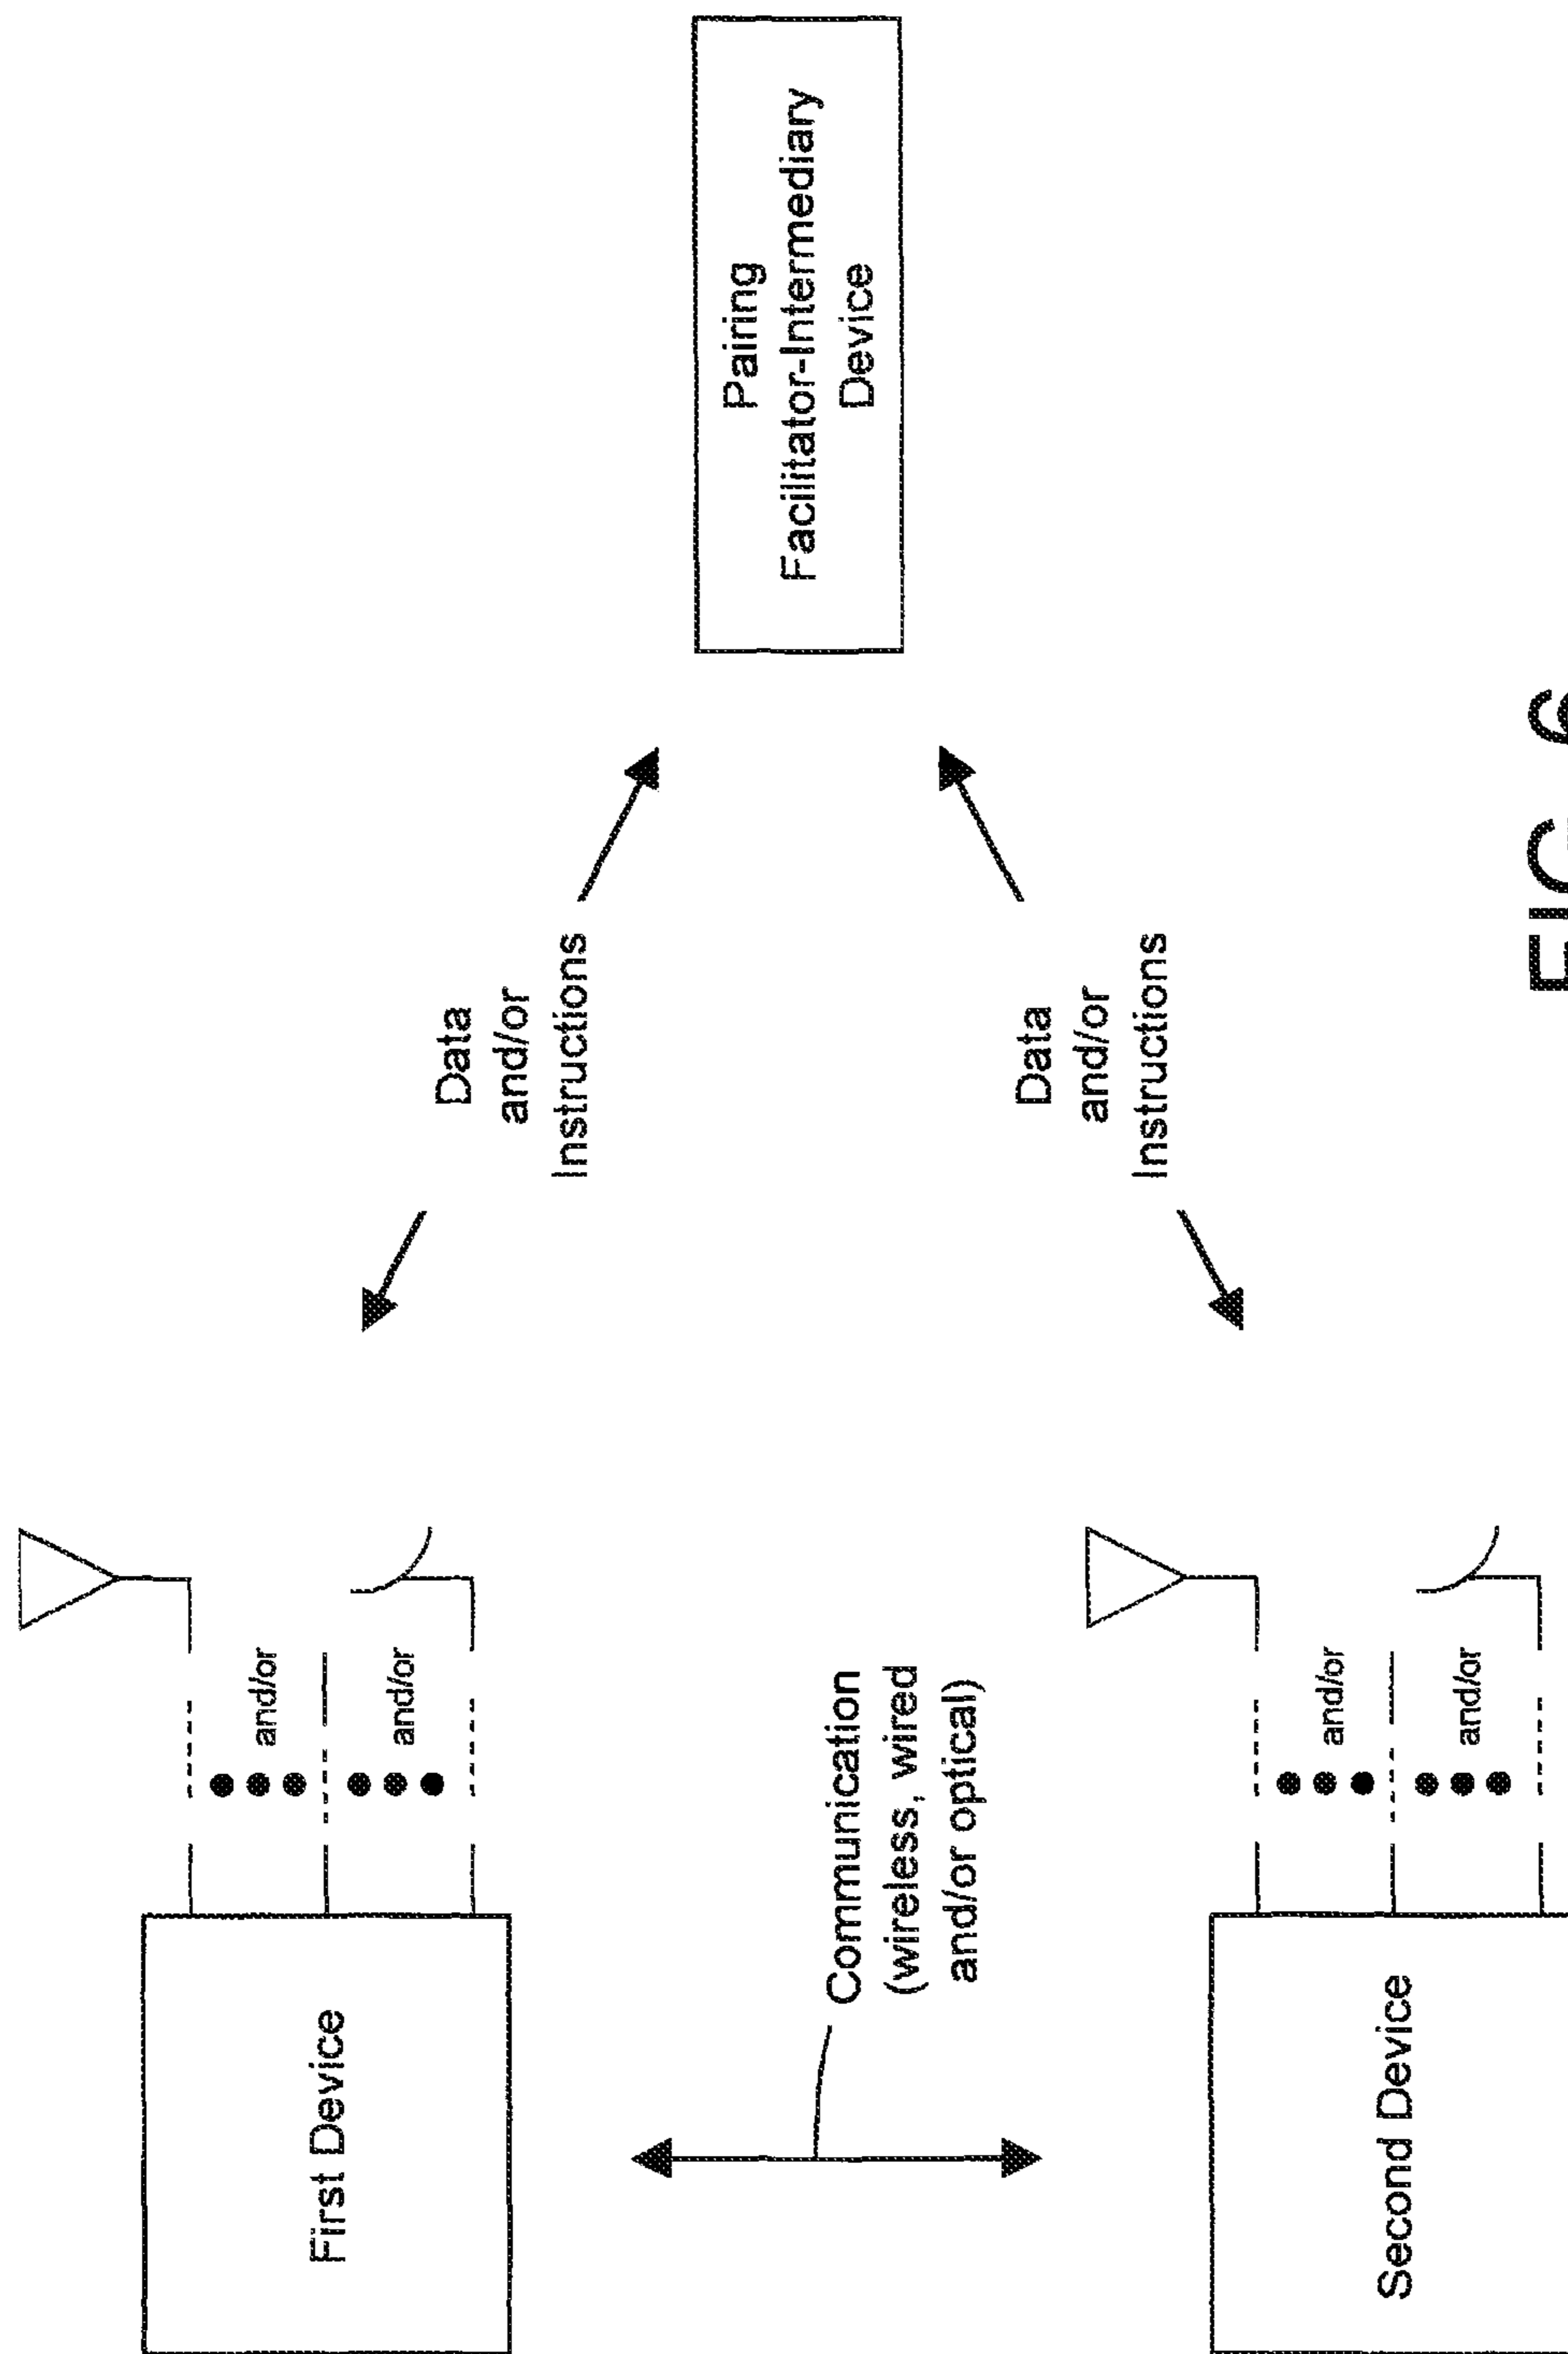 First Device
and/or
and/or
Data
and/or
Instructions
Pairing
Facilitator-Intermediary
Device
Communication
(wireless, wired
and/or optical)
Data
and/or
Instructions
Second Device
and/or
and/or